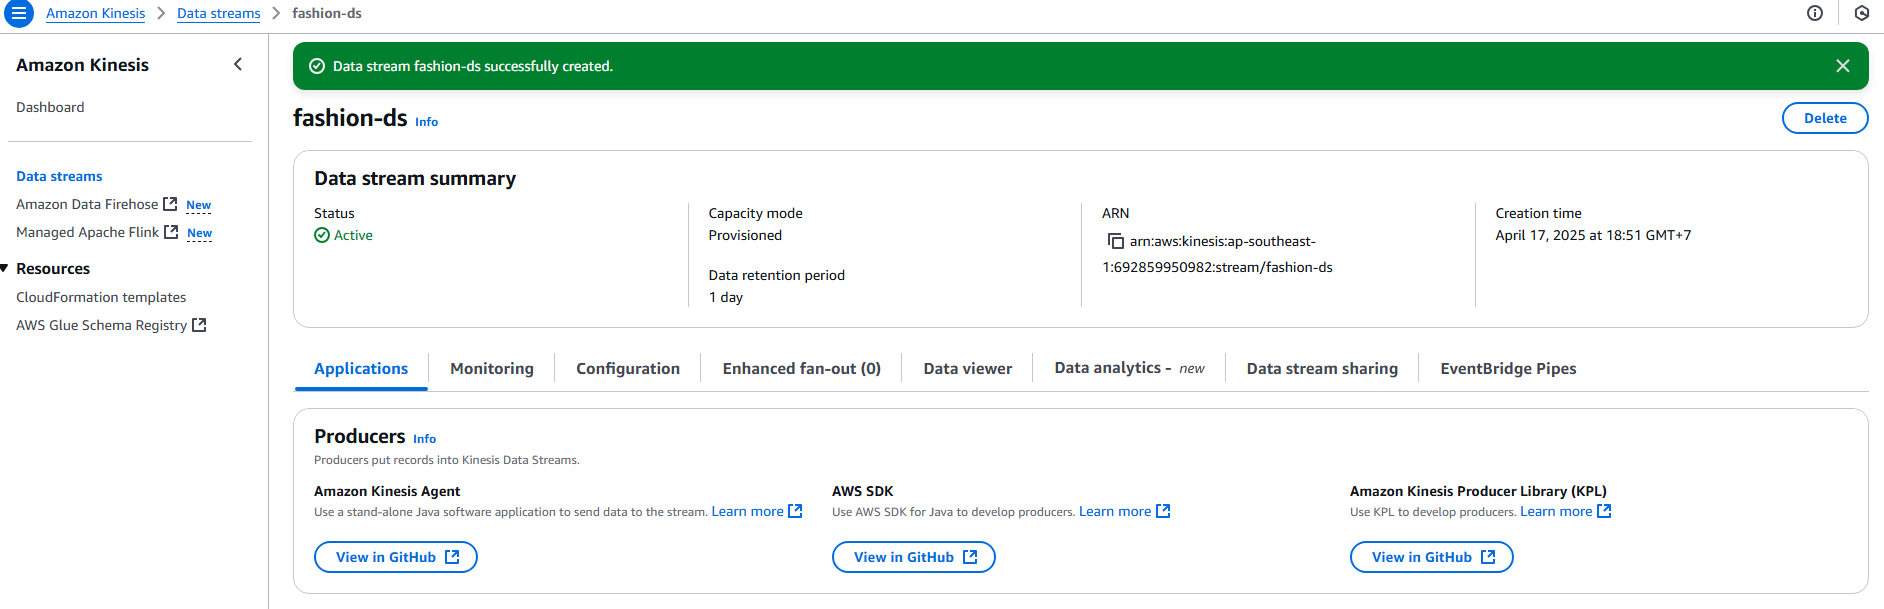 Amazon Kinesis
Data streams
fashion-ds
Amazon Kinesis
Dashboard
Data streams
Amazon Data Firehose New
Managed Apache Flink New
Resources
CloudFormation templates
AWS Glue Schema Registry
Data stream fashion-ds successfully created.
fashion-ds Info
Delete
Data stream summary
Status
Active
Capacity mode
Provisioned
Data retention period
1 day
ARN
arn:aws:kinesis:ap-southeast-
1:692859950982:stream/fashion-ds
Creation time
April 17, 2025 at 18:51 GMT+7
Applications
Monitoring
Configuration
Enhanced fan-out (0)
Data viewer
Data analytics - new
Data stream sharing
EventBridge Pipes
Producers Info
Producers put records into Kinesis Data Streams.
Amazon Kinesis Agent
Use a stand-alone Java software application to send data to the stream. Learn more
View in GitHub
AWS SDK
Use AWS SDK for Java to develop producers. Learn more
View in GitHub
Amazon Kinesis Producer Library (KPL)
Use KPL to develop producers. Learn more
View in GitHub